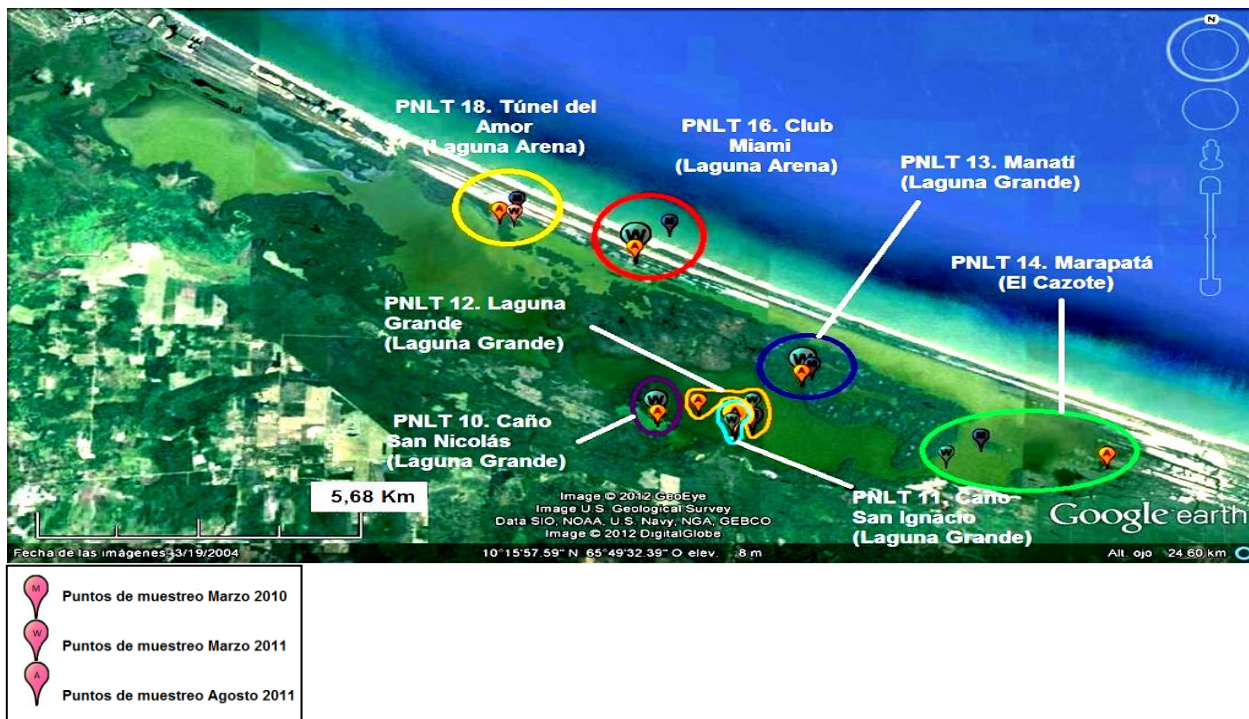 N
PNLT 18. Túnel del
Amor
(Laguna Arena)
PNLT 16. Club
Miami
(Laguna Arena)
PNLT 13. Manatí
(Laguna Grande)
PNLT 14. Marapatá
(El Cazote)
PNLT 12. Laguna
Grande
(Laguna Grande)
PNLT 10. Caño
San Nicolás
(Laguna Grande)
PNLT 11. Caño
San Ignacio
(Laguna Grande)
M
A
W
W
M
A
W
A
W
A
A
W
A
W
W
M
A
5,68 Km
Image © 2012 GeoEye
Image U.S. Geological Survey
Data SIO, NOAA, U.S. Navy, NGA, GEBCO
Image © 2012 DigitalGlobe
Google earth
Fecha de las imágenes: 3/19/2004
10°15'57.59" N 65°49'32.39" O elev. 8 m
Alt. ojo 24.60 km
M
Puntos de muestreo Marzo 2010
W
Puntos de muestreo Marzo 2011
A
Puntos de muestreo Agosto 2011